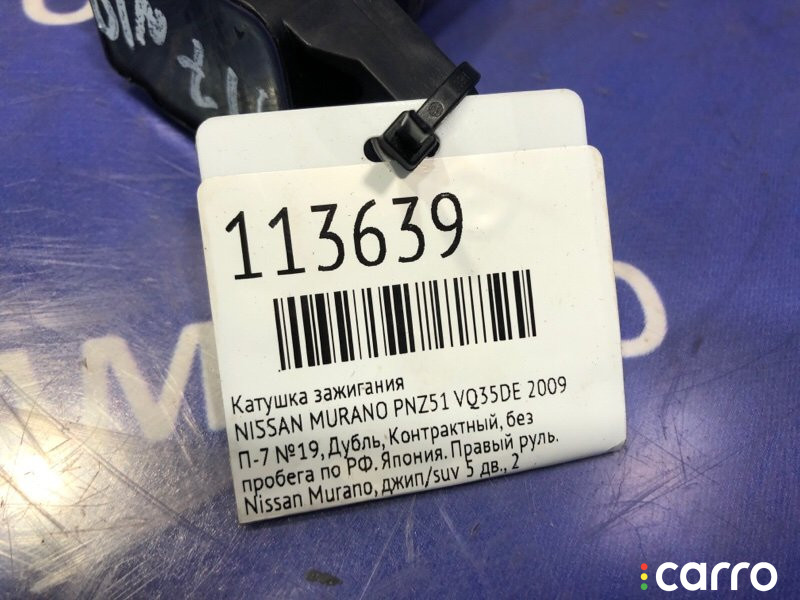 113639
Катушка зажигания
NISSAN MURANO PNZ51 VQ35DE 2009
П-7 №19, Дубль, Контрактный, без
пробега по РФ. Япония. Правый руль.
Nissan Murano, джип/suv 5 дв., 2
carro